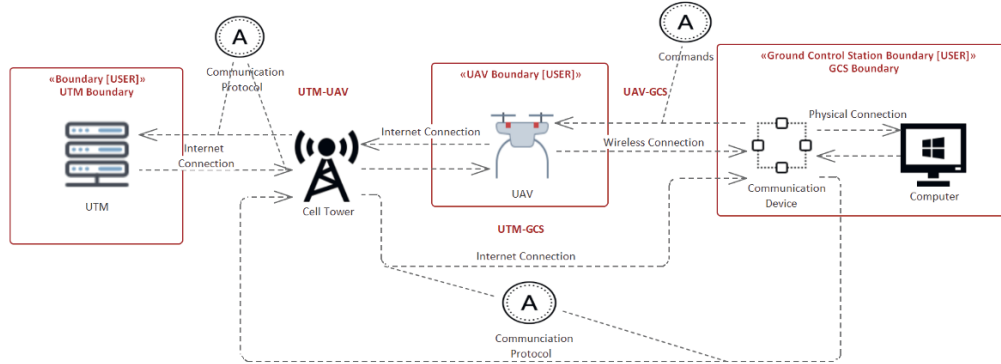 A
A
Communication
Protocol
Commands
«Boundary [USER]»
UTM Boundary
UTM-UAV
«UAV Boundary [USER]»
UAV-GCS
«Ground Control Station Boundary [USER]»
GCS Boundary
Physical Connection
Internet
Connection
Internet Connection
Wireless Connection
UTM
Cell Tower
UAV
Communication
Device
Computer
UTM-GCS
Internet Connection
A
Communciation
Protocol